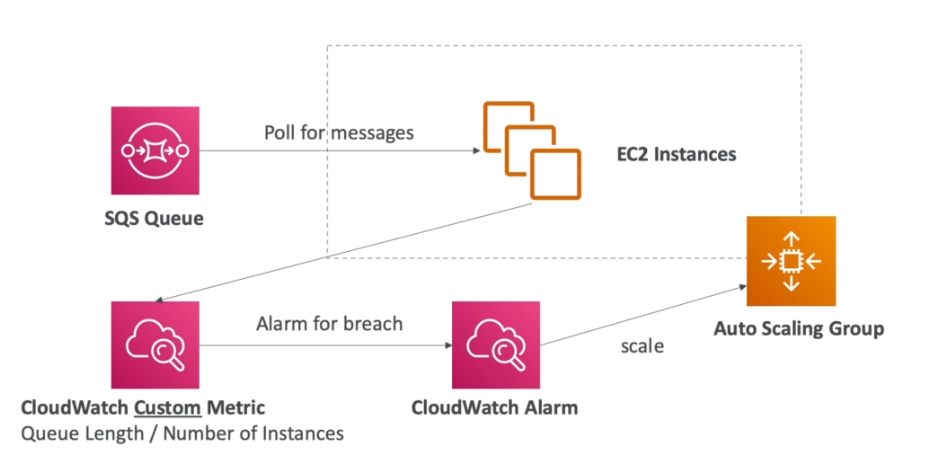 Poll for messages
EC2 Instances
SQS Queue
Alarm for breach
scale
Auto Scaling Group
CloudWatch Custom Metric
Queue Length / Number of Instances
CloudWatch Alarm